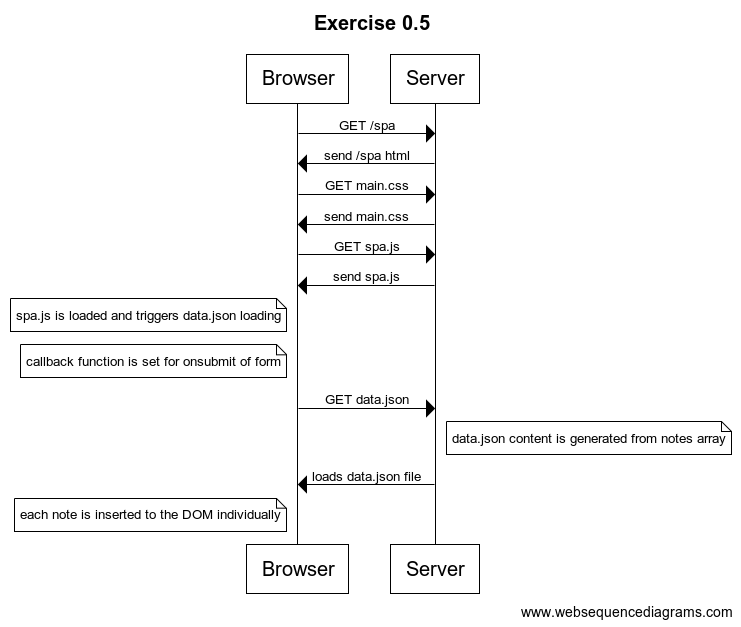 Exercise 0.5
Browser
Server
GET /spa
send /spa html
GET main.css
send main.css
GET spa.js
send spa.js
spa.js is loaded and triggers data.json loading
callback function is set for onsubmit of form
GET data.json
data.json content is generated from notes array
loads data.json file
each note is inserted to the DOM individually
Browser
Server
www.websequencediagrams.com